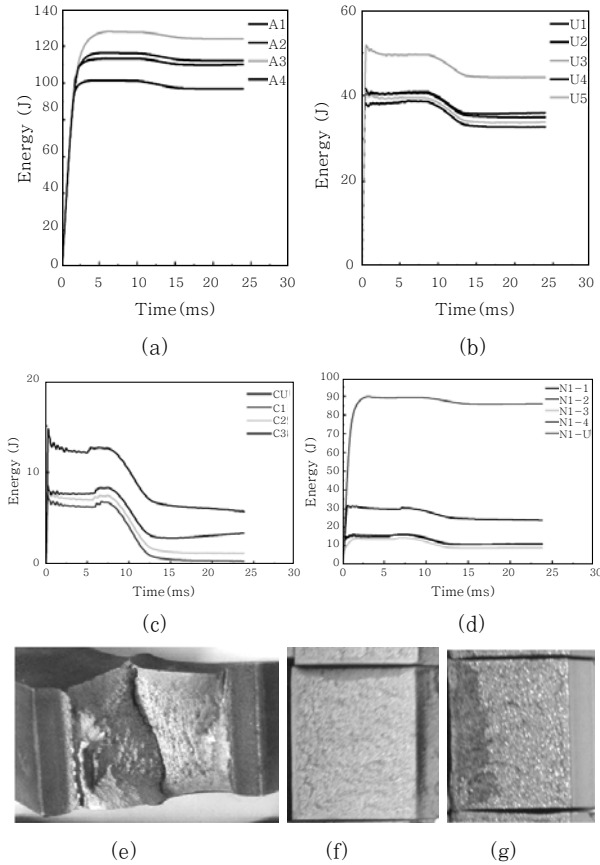 140
120
100
80
60
40
20
0
Energy (J)
0 5 10 15 20 25 30
Time(ms)
A1
A2
A3
A4
(a)
60
40
20
0
Energy (J)
0 5 10 15 20 25 30
Time(ms)
U1
U2
U3
U4
U5
(b)
20
10
0
Energy (J)
0 5 10 15 20 25 30
Time(ms)
CU
C1
C2
C3
(c)
100
90
80
70
60
50
40
30
20
10
0
Energy (J)
0 5 10 15 20 25 30
Time(ms)
N1-1
N1-2
N1-3
N1-4
N1-U
(d)
(e)
(f)
(g)